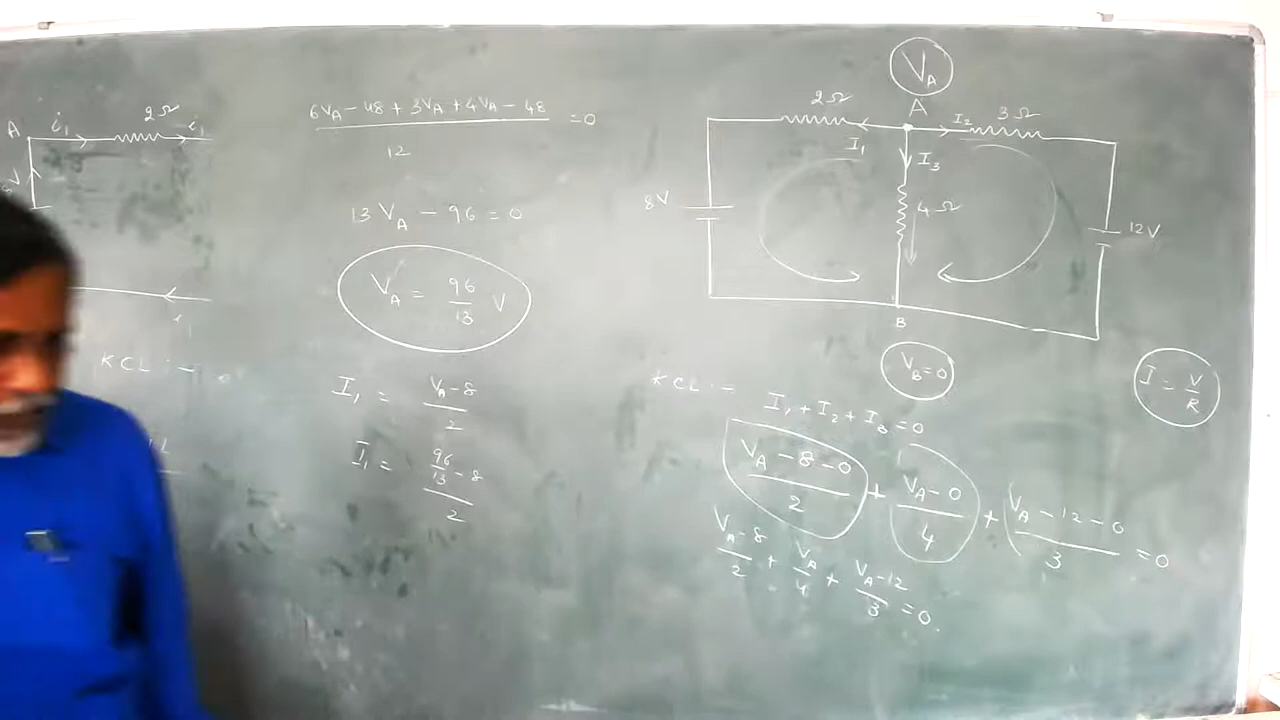 A i₁ 2Ω i₁
V
i₁
KCL :-
6V_A - 48 + 3V_A + 4V_A - 48 / 12 = 0
13 V_A - 96 = 0
V_A = 96/13 V
I₁ = V_A - 8 / 2
I₁ = 96/13 - 8 / 2
V_A
A
2Ω I₁ I₂ 3Ω
I₃
8V 4Ω 12V
B
V_B = 0
I = V/R
KCL :-
I₁ + I₂ + I₃ = 0
V_A - 8 - 0 / 2 + V_A - 0 / 4 + V_A - 12 - 0 / 3 = 0
V_A - 8 / 2 + V_A / 4 + V_A - 12 / 3 = 0